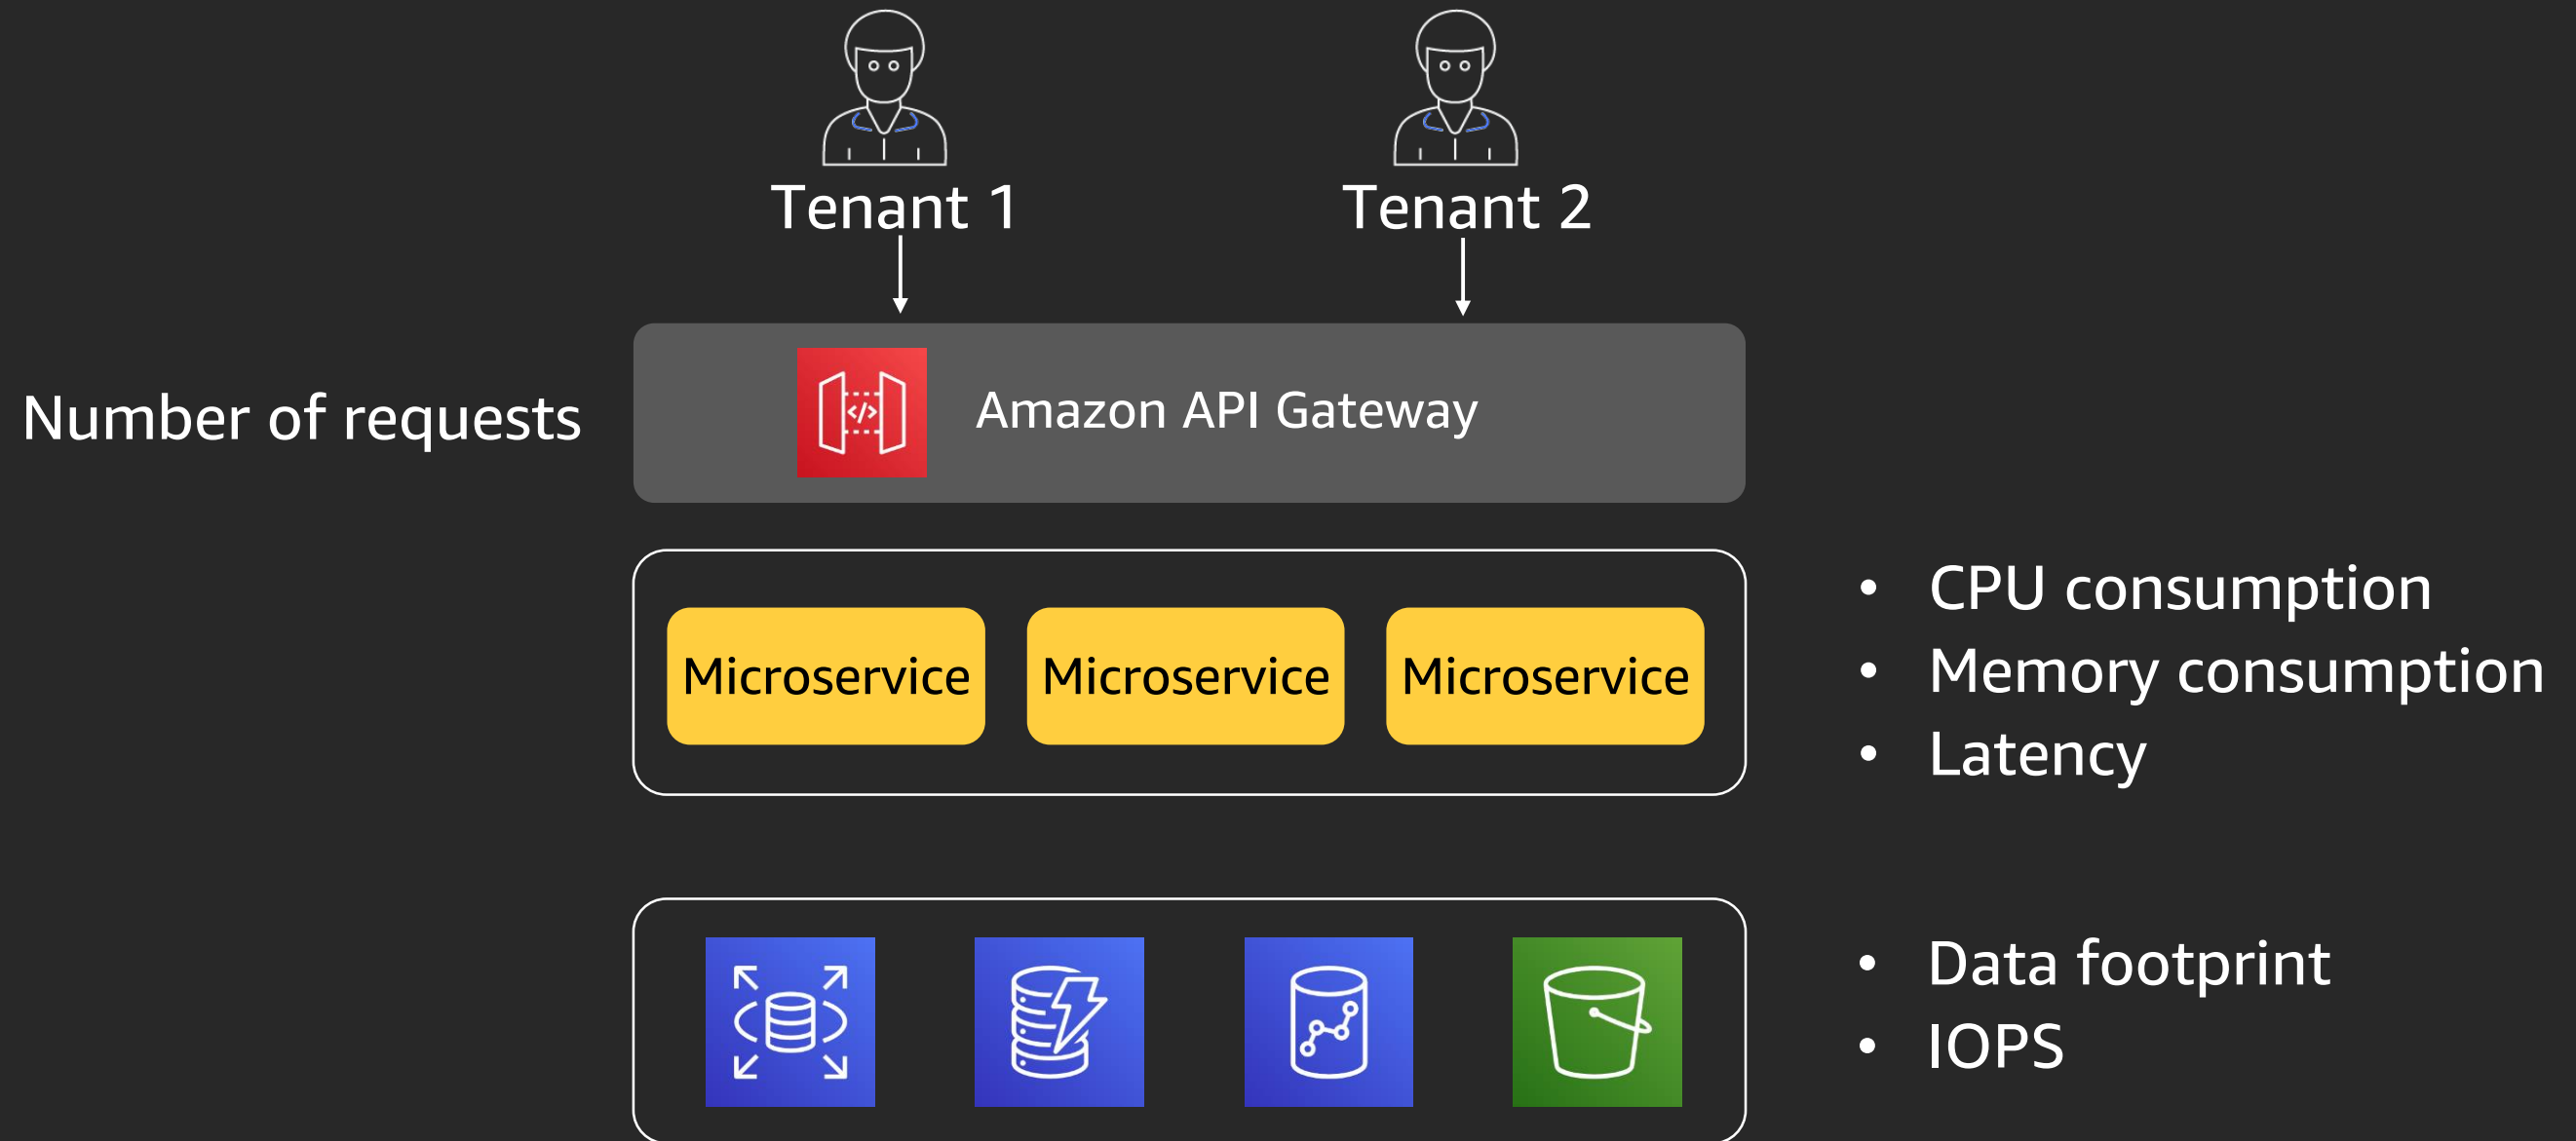 Tenant 1
Tenant 2
Number of requests
</>
Amazon API Gateway
Microservice
Microservice
Microservice
• CPU consumption
• Memory consumption
• Latency
• Data footprint
• IOPS